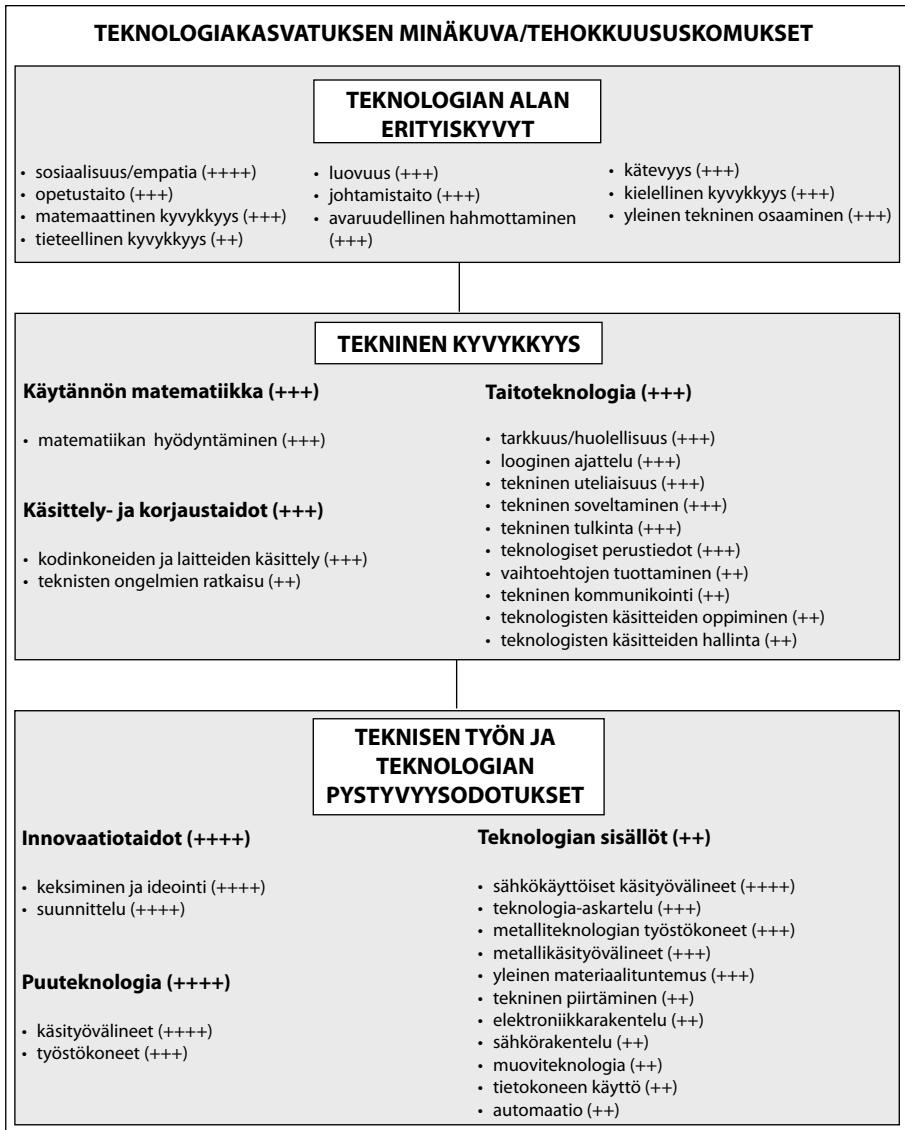 TEKNOLOGIAKASVATUKSEN MINÄKUVA/TEHOKKUUSUSKOMUKSET
TEKNOLOGIAN ALAN
ERITYISKYVYT
• sosiaalisuus/empatia (++++)
• opetustaito (+++)
• matemaattinen kyvykkyys (+++)
• tieteellinen kyvykkyys (++)
• luovuus (+++)
• johtamistaito (+++)
• avaruudellinen hahmottaminen
(+++)
• kätevyys (+++)
• kielellinen kyvykkyys (+++)
• yleinen tekninen osaaminen (+++)
TEKNINEN KYVYKKYYS
Käytännön matematiikka (+++)
• matematiikan hyödyntäminen (+++)
Käsittely- ja korjaustaidot (+++)
• kodinkoneiden ja laitteiden käsittely (+++)
• teknisten ongelmien ratkaisu (++)
Taitoteknologia (+++)
• tarkkuus/huolellisuus (+++)
• looginen ajattelu (+++)
• tekninen uteliaisuus (+++)
• tekninen soveltaminen (+++)
• tekninen tulkinta (+++)
• teknologiset perustiedot (+++)
• vaihtoehtojen tuottaminen (++)
• tekninen kommunikointi (++)
• teknologisten käsitteiden oppiminen (++)
• teknologisten käsitteiden hallinta (++)
TEKNISEN TYÖN JA
TEKNOLOGIAN
PYSTYVYYSODOTUKSET
Innovaatiotaidot (++++)
• keksiminen ja ideointi (++++)
• suunnittelu (++++)
Puuteknologia (++++)
• käsityövälineet (++++)
• työstökoneet (+++)
Teknologian sisällöt (++)
• sähkökäyttöiset käsityövälineet (++++)
• teknologia-askartelu (+++)
• metalliteknologian työstökoneet (+++)
• metallikäsityövälineet (+++)
• yleinen materiaalituntemus (+++)
• tekninen piirtäminen (++)
• elektroniikkarakentelu (++)
• sähkörakentelu (++)
• muoviteknologia (++)
• tietokoneen käyttö (++)
• automaatio (++)